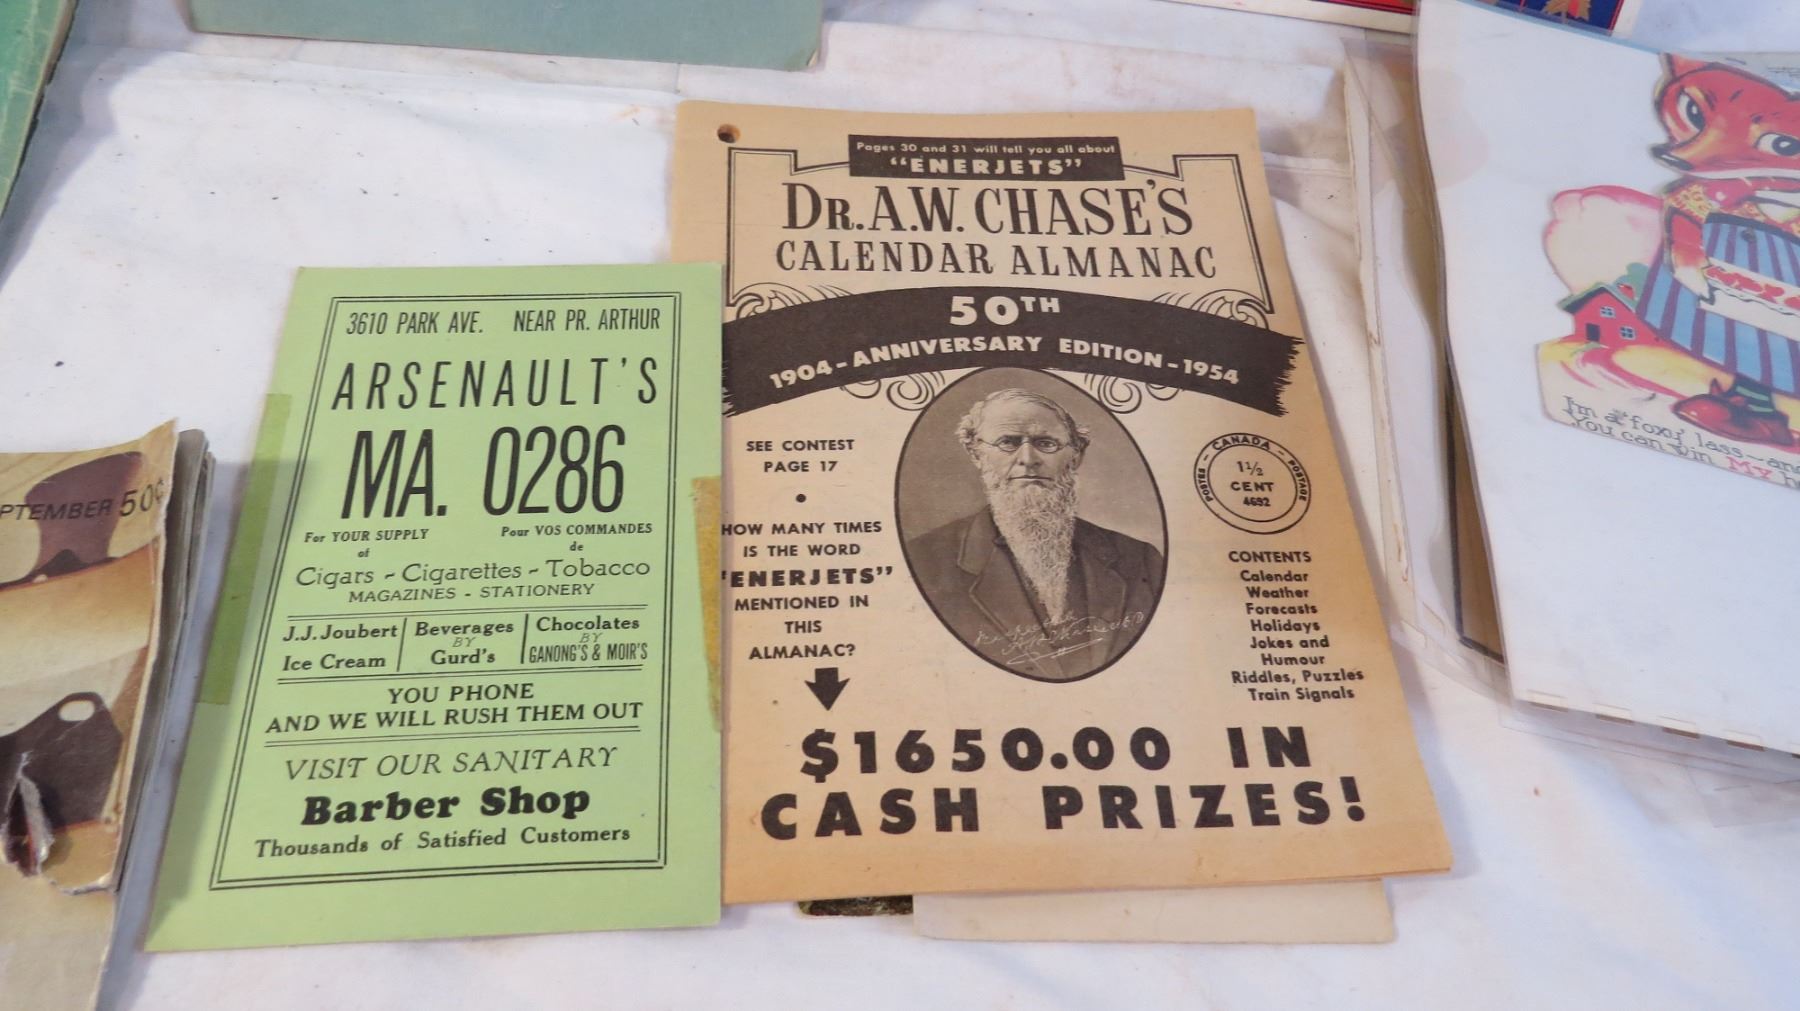 PTEMBER 50¢
3610 PARK AVE. NEAR PR. ARTHUR
ARSENAULT'S
MA. 0286
For YOUR SUPPLY
of
Pour VOS COMMANDES
de
Cigars ~ Cigarettes ~ Tobacco
MAGAZINES - STATIONERY
J.J.Joubert
Ice Cream
Beverages
BY
Gurd's
Chocolates
BY
GANONG'S & MOIR'S
YOU PHONE
AND WE WILL RUSH THEM OUT
VISIT OUR SANITARY
Barber Shop
Thousands of Satisfied Customers
Pages 30 and 31 will tell you all about
"ENERJETS"
DR. A.W. CHASE'S
CALENDAR ALMANAC
50TH
1904 - ANNIVERSARY EDITION - 1954
SEE CONTEST
PAGE 17
•
HOW MANY TIMES
IS THE WORD
"ENERJETS"
MENTIONED IN
THIS
ALMANAC?
CANADA
POSTES
POSTAGE
1½
CENT
4692
CONTENTS
Calendar
Weather
Forecasts
Holidays
Jokes and
Humour
Riddles, Puzzles
Train Signals
$1650.00 IN
CASH PRIZES!
I'm a "foxy" lass~an
You can win My h